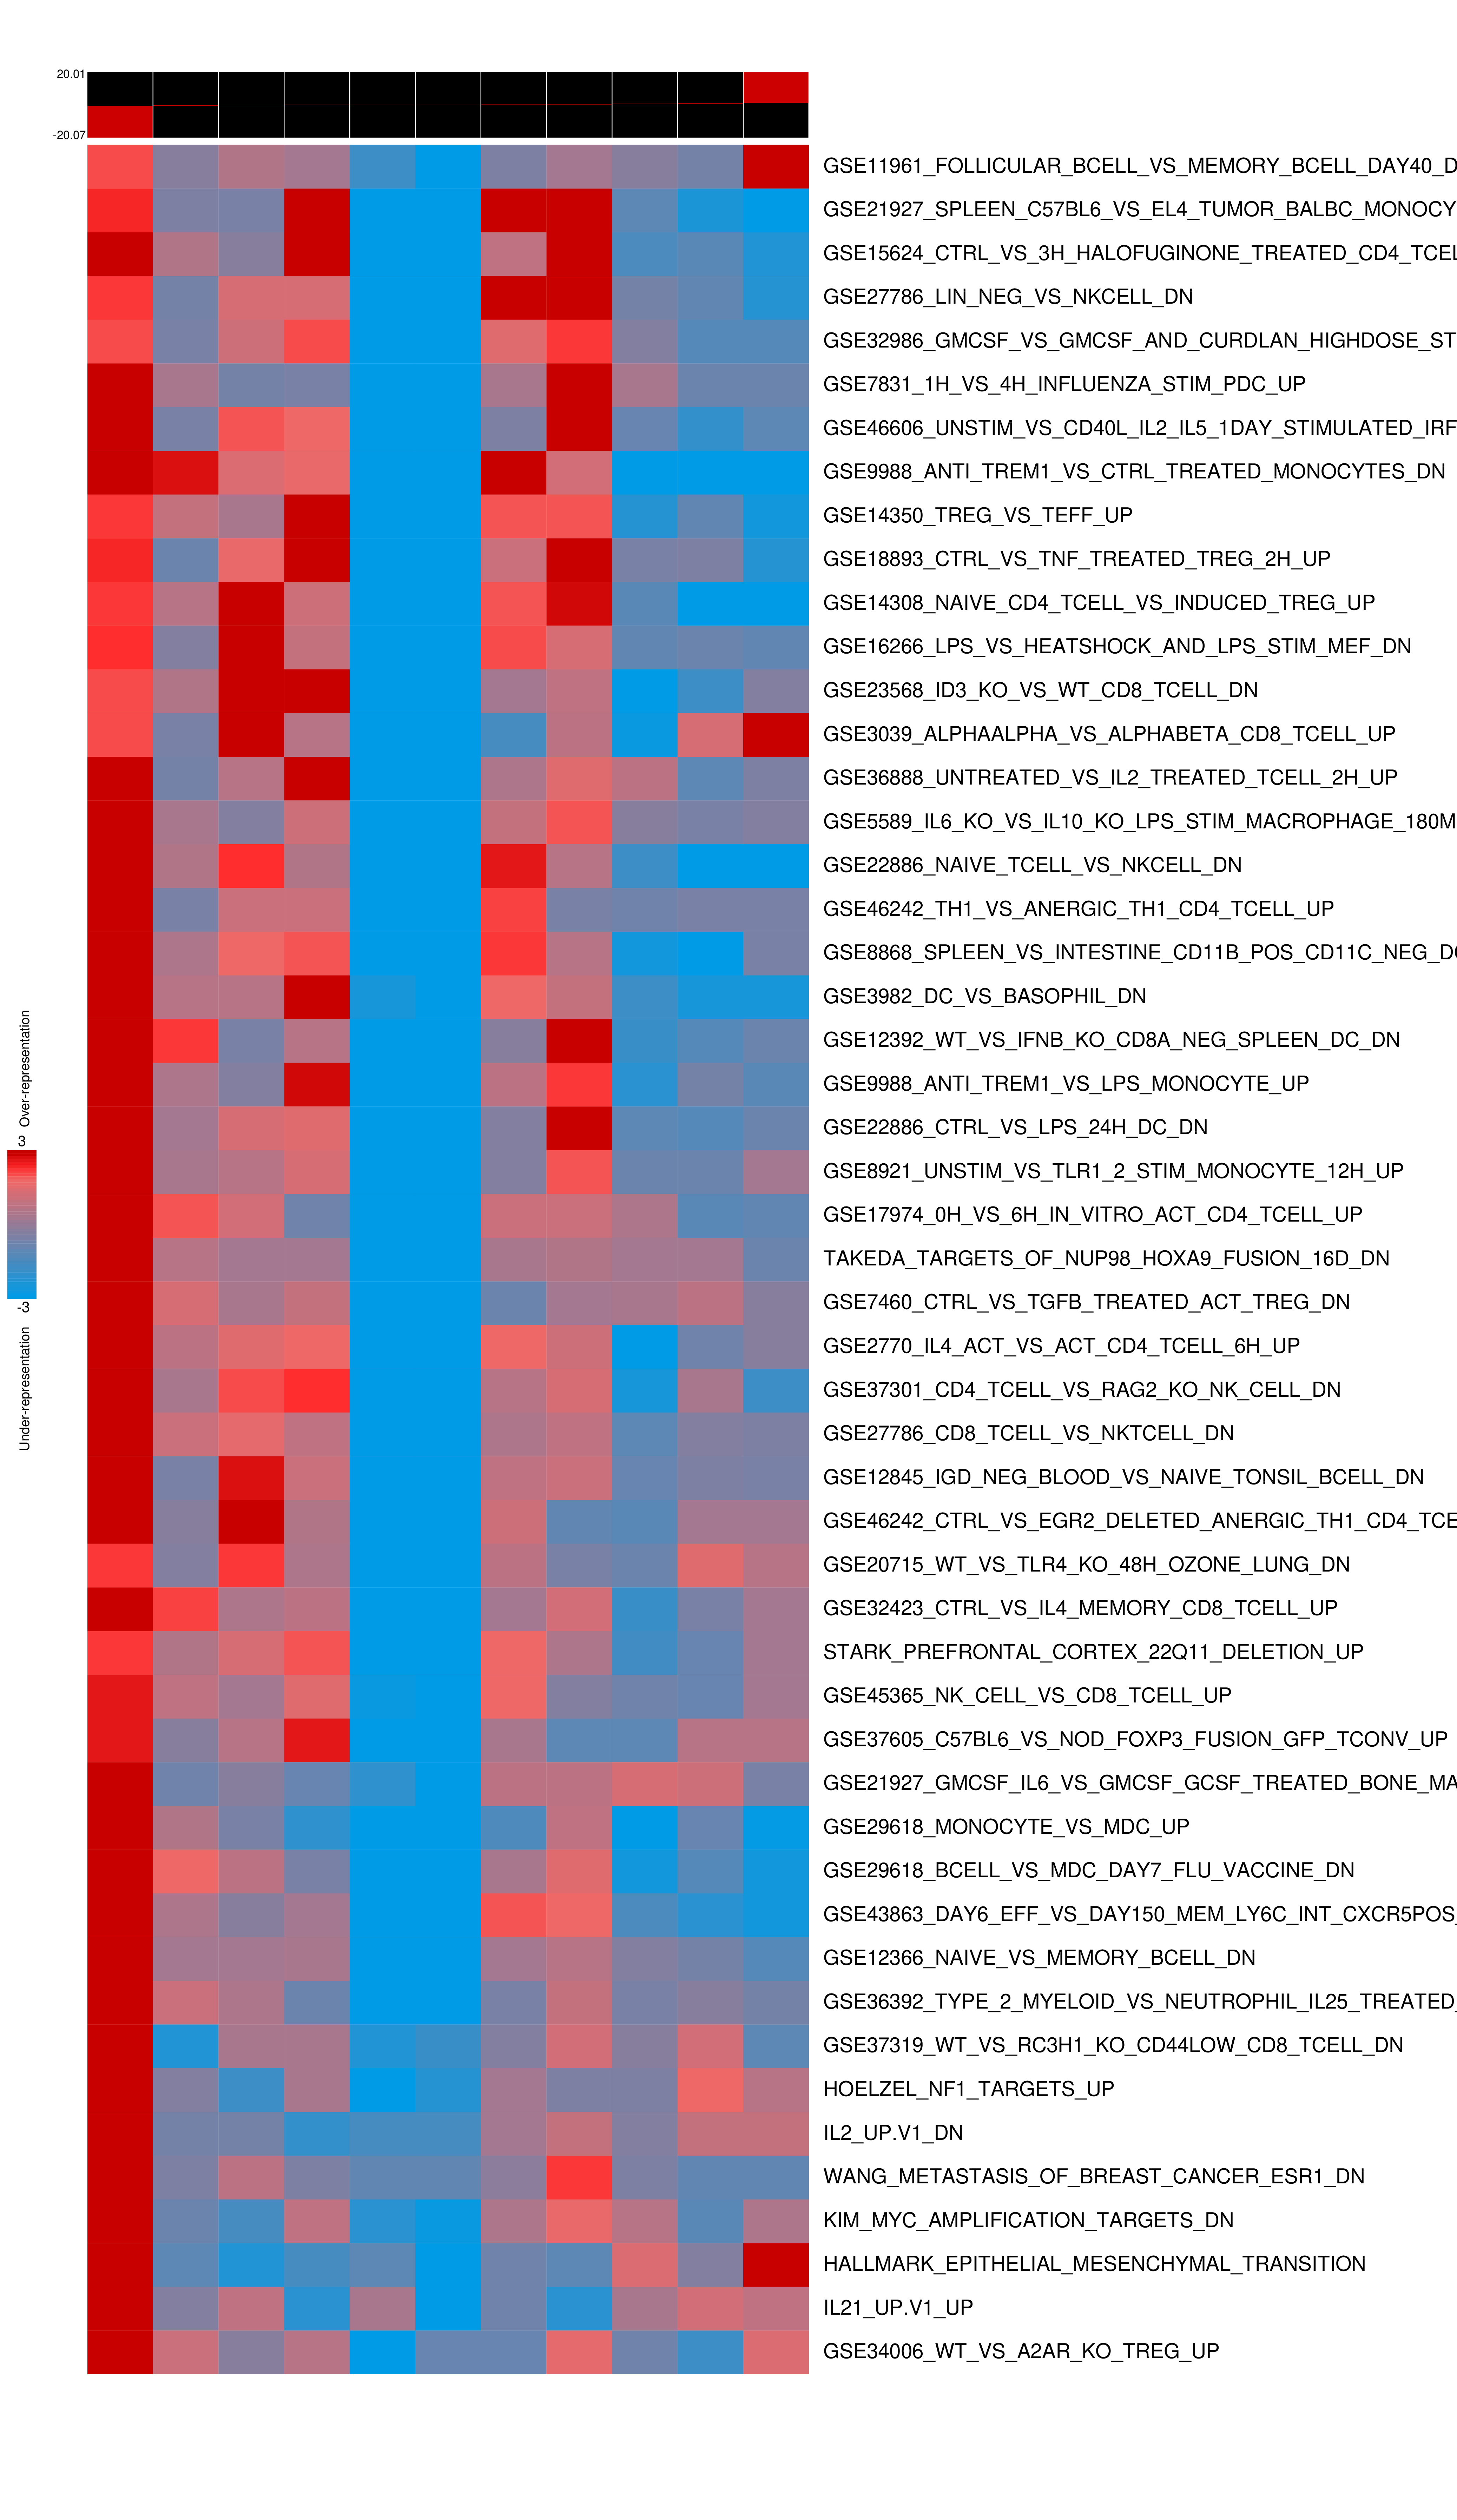 20.01
-20.07
GSE11961_FOLLICULAR_BCELL_VS_MEMORY_BCELL_DAY40_D
GSE21927_SPLEEN_C57BL6_VS_EL4_TUMOR_BALBC_MONOCY
GSE15624_CTRL_VS_3H_HALOFUGINONE_TREATED_CD4_TCEL
GSE27786_LIN_NEG_VS_NKCELL_DN
GSE32986_GMCSF_VS_GMCSF_AND_CURDLAN_HIGHDOSE_ST
GSE7831_1H_VS_4H_INFLUENZA_STIM_PDC_UP
GSE46606_UNSTIM_VS_CD40L_IL2_IL5_1DAY_STIMULATED_IRF
GSE9988_ANTI_TREM1_VS_CTRL_TREATED_MONOCYTES_DN
GSE14350_TREG_VS_TEFF_UP
GSE18893_CTRL_VS_TNF_TREATED_TREG_2H_UP
GSE14308_NAIVE_CD4_TCELL_VS_INDUCED_TREG_UP
GSE16266_LPS_VS_HEATSHOCK_AND_LPS_STIM_MEF_DN
GSE23568_ID3_KO_VS_WT_CD8_TCELL_DN
GSE3039_ALPHAALPHA_VS_ALPHABETA_CD8_TCELL_UP
GSE36888_UNTREATED_VS_IL2_TREATED_TCELL_2H_UP
GSE5589_IL6_KO_VS_IL10_KO_LPS_STIM_MACROPHAGE_180M
GSE22886_NAIVE_TCELL_VS_NKCELL_DN
GSE46242_TH1_VS_ANERGIC_TH1_CD4_TCELL_UP
GSE8868_SPLEEN_VS_INTESTINE_CD11B_POS_CD11C_NEG_DC
GSE3982_DC_VS_BASOPHIL_DN
GSE12392_WT_VS_IFNB_KO_CD8A_NEG_SPLEEN_DC_DN
GSE9988_ANTI_TREM1_VS_LPS_MONOCYTE_UP
GSE22886_CTRL_VS_LPS_24H_DC_DN
GSE8921_UNSTIM_VS_TLR1_2_STIM_MONOCYTE_12H_UP
GSE17974_0H_VS_6H_IN_VITRO_ACT_CD4_TCELL_UP
TAKEDA_TARGETS_OF_NUP98_HOXA9_FUSION_16D_DN
GSE7460_CTRL_VS_TGFB_TREATED_ACT_TREG_DN
GSE2770_IL4_ACT_VS_ACT_CD4_TCELL_6H_UP
GSE37301_CD4_TCELL_VS_RAG2_KO_NK_CELL_DN
GSE27786_CD8_TCELL_VS_NKTCELL_DN
GSE12845_IGD_NEG_BLOOD_VS_NAIVE_TONSIL_BCELL_DN
GSE46242_CTRL_VS_EGR2_DELETED_ANERGIC_TH1_CD4_TCE
GSE20715_WT_VS_TLR4_KO_48H_OZONE_LUNG_DN
GSE32423_CTRL_VS_IL4_MEMORY_CD8_TCELL_UP
STARK_PREFRONTAL_CORTEX_22Q11_DELETION_UP
GSE45365_NK_CELL_VS_CD8_TCELL_UP
GSE37605_C57BL6_VS_NOD_FOXP3_FUSION_GFP_TCONV_UP
GSE21927_GMCSF_IL6_VS_GMCSF_GCSF_TREATED_BONE_MA
GSE29618_MONOCYTE_VS_MDC_UP
GSE29618_BCELL_VS_MDC_DAY7_FLU_VACCINE_DN
GSE43863_DAY6_EFF_VS_DAY150_MEM_LY6C_INT_CXCR5POS_
GSE12366_NAIVE_VS_MEMORY_BCELL_DN
GSE36392_TYPE_2_MYELOID_VS_NEUTROPHIL_IL25_TREATED_
GSE37319_WT_VS_RC3H1_KO_CD44LOW_CD8_TCELL_DN
HOELZEL_NF1_TARGETS_UP
IL2_UP.V1_DN
WANG_METASTASIS_OF_BREAST_CANCER_ESR1_DN
KIM_MYC_AMPLIFICATION_TARGETS_DN
HALLMARK_EPITHELIAL_MESENCHYMAL_TRANSITION
IL21_UP.V1_UP
GSE34006_WT_VS_A2AR_KO_TREG_UP
Over-representation
3
-3
Under-representation